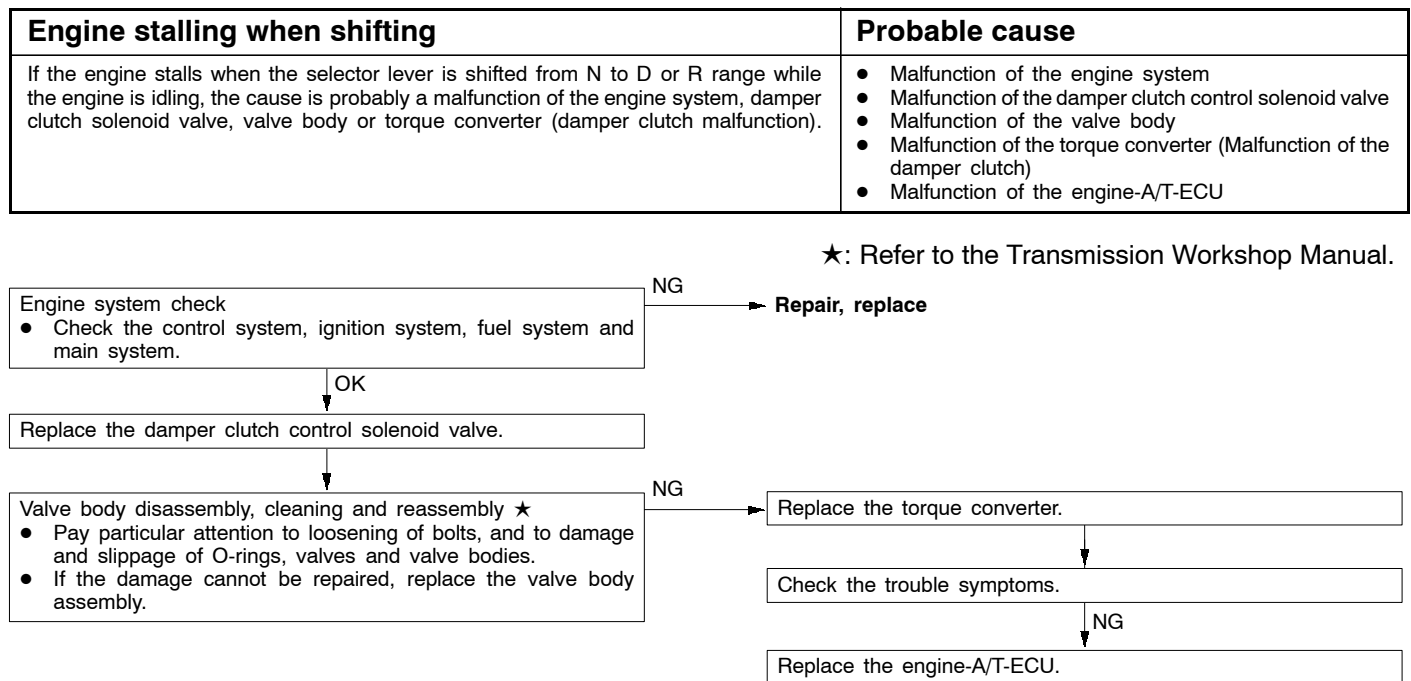 Engine stalling when shifting
Probable cause
If the engine stalls when the selector lever is shifted from N to D or R range while
the engine is idling, the cause is probably a malfunction of the engine system, damper
clutch solenoid valve, valve body or torque converter (damper clutch malfunction).
● Malfunction of the engine system
● Malfunction of the damper clutch control solenoid valve
● Malfunction of the valve body
● Malfunction of the torque converter (Malfunction of the
damper clutch)
● Malfunction of the engine-A/T-ECU
★: Refer to the Transmission Workshop Manual.
Engine system check
● Check the control system, ignition system, fuel system and
main system.
NG
Repair, replace
OK
Replace the damper clutch control solenoid valve.
Valve body disassembly, cleaning and reassembly ★
● Pay particular attention to loosening of bolts, and to damage
and slippage of O-rings, valves and valve bodies.
● If the damage cannot be repaired, replace the valve body
assembly.
NG
Replace the torque converter.
Check the trouble symptoms.
NG
Replace the engine-A/T-ECU.